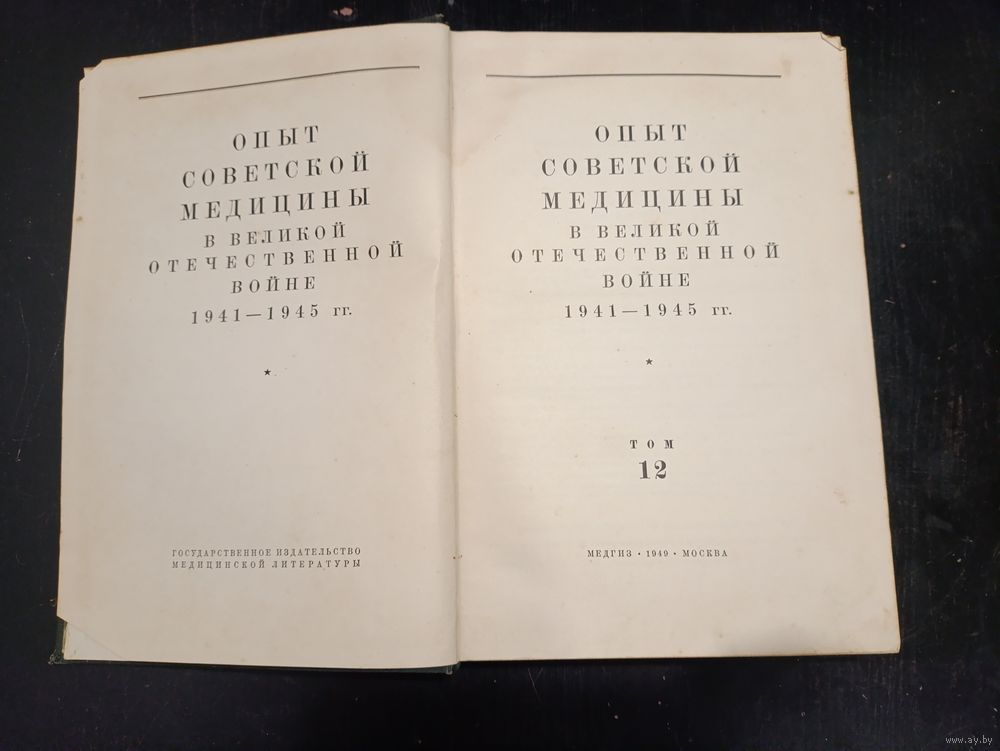 ОПЫТ
СОВЕТСКОЙ
МЕДИЦИНЫ
В ВЕЛИКОЙ
ОТЕЧЕСТВЕННОЙ
ВОЙНЕ
1941—1945 гг.
★
ГОСУДАРСТВЕННОЕ ИЗДАТЕЛЬСТВО
МЕДИЦИНСКОЙ ЛИТЕРАТУРЫ
ОПЫТ
СОВЕТСКОЙ
МЕДИЦИНЫ
В ВЕЛИКОЙ
ОТЕЧЕСТВЕННОЙ
ВОЙНЕ
1941—1945 гг.
★
ТОМ
12
МЕДГИЗ · 1949 · МОСКВА
www.ay.by